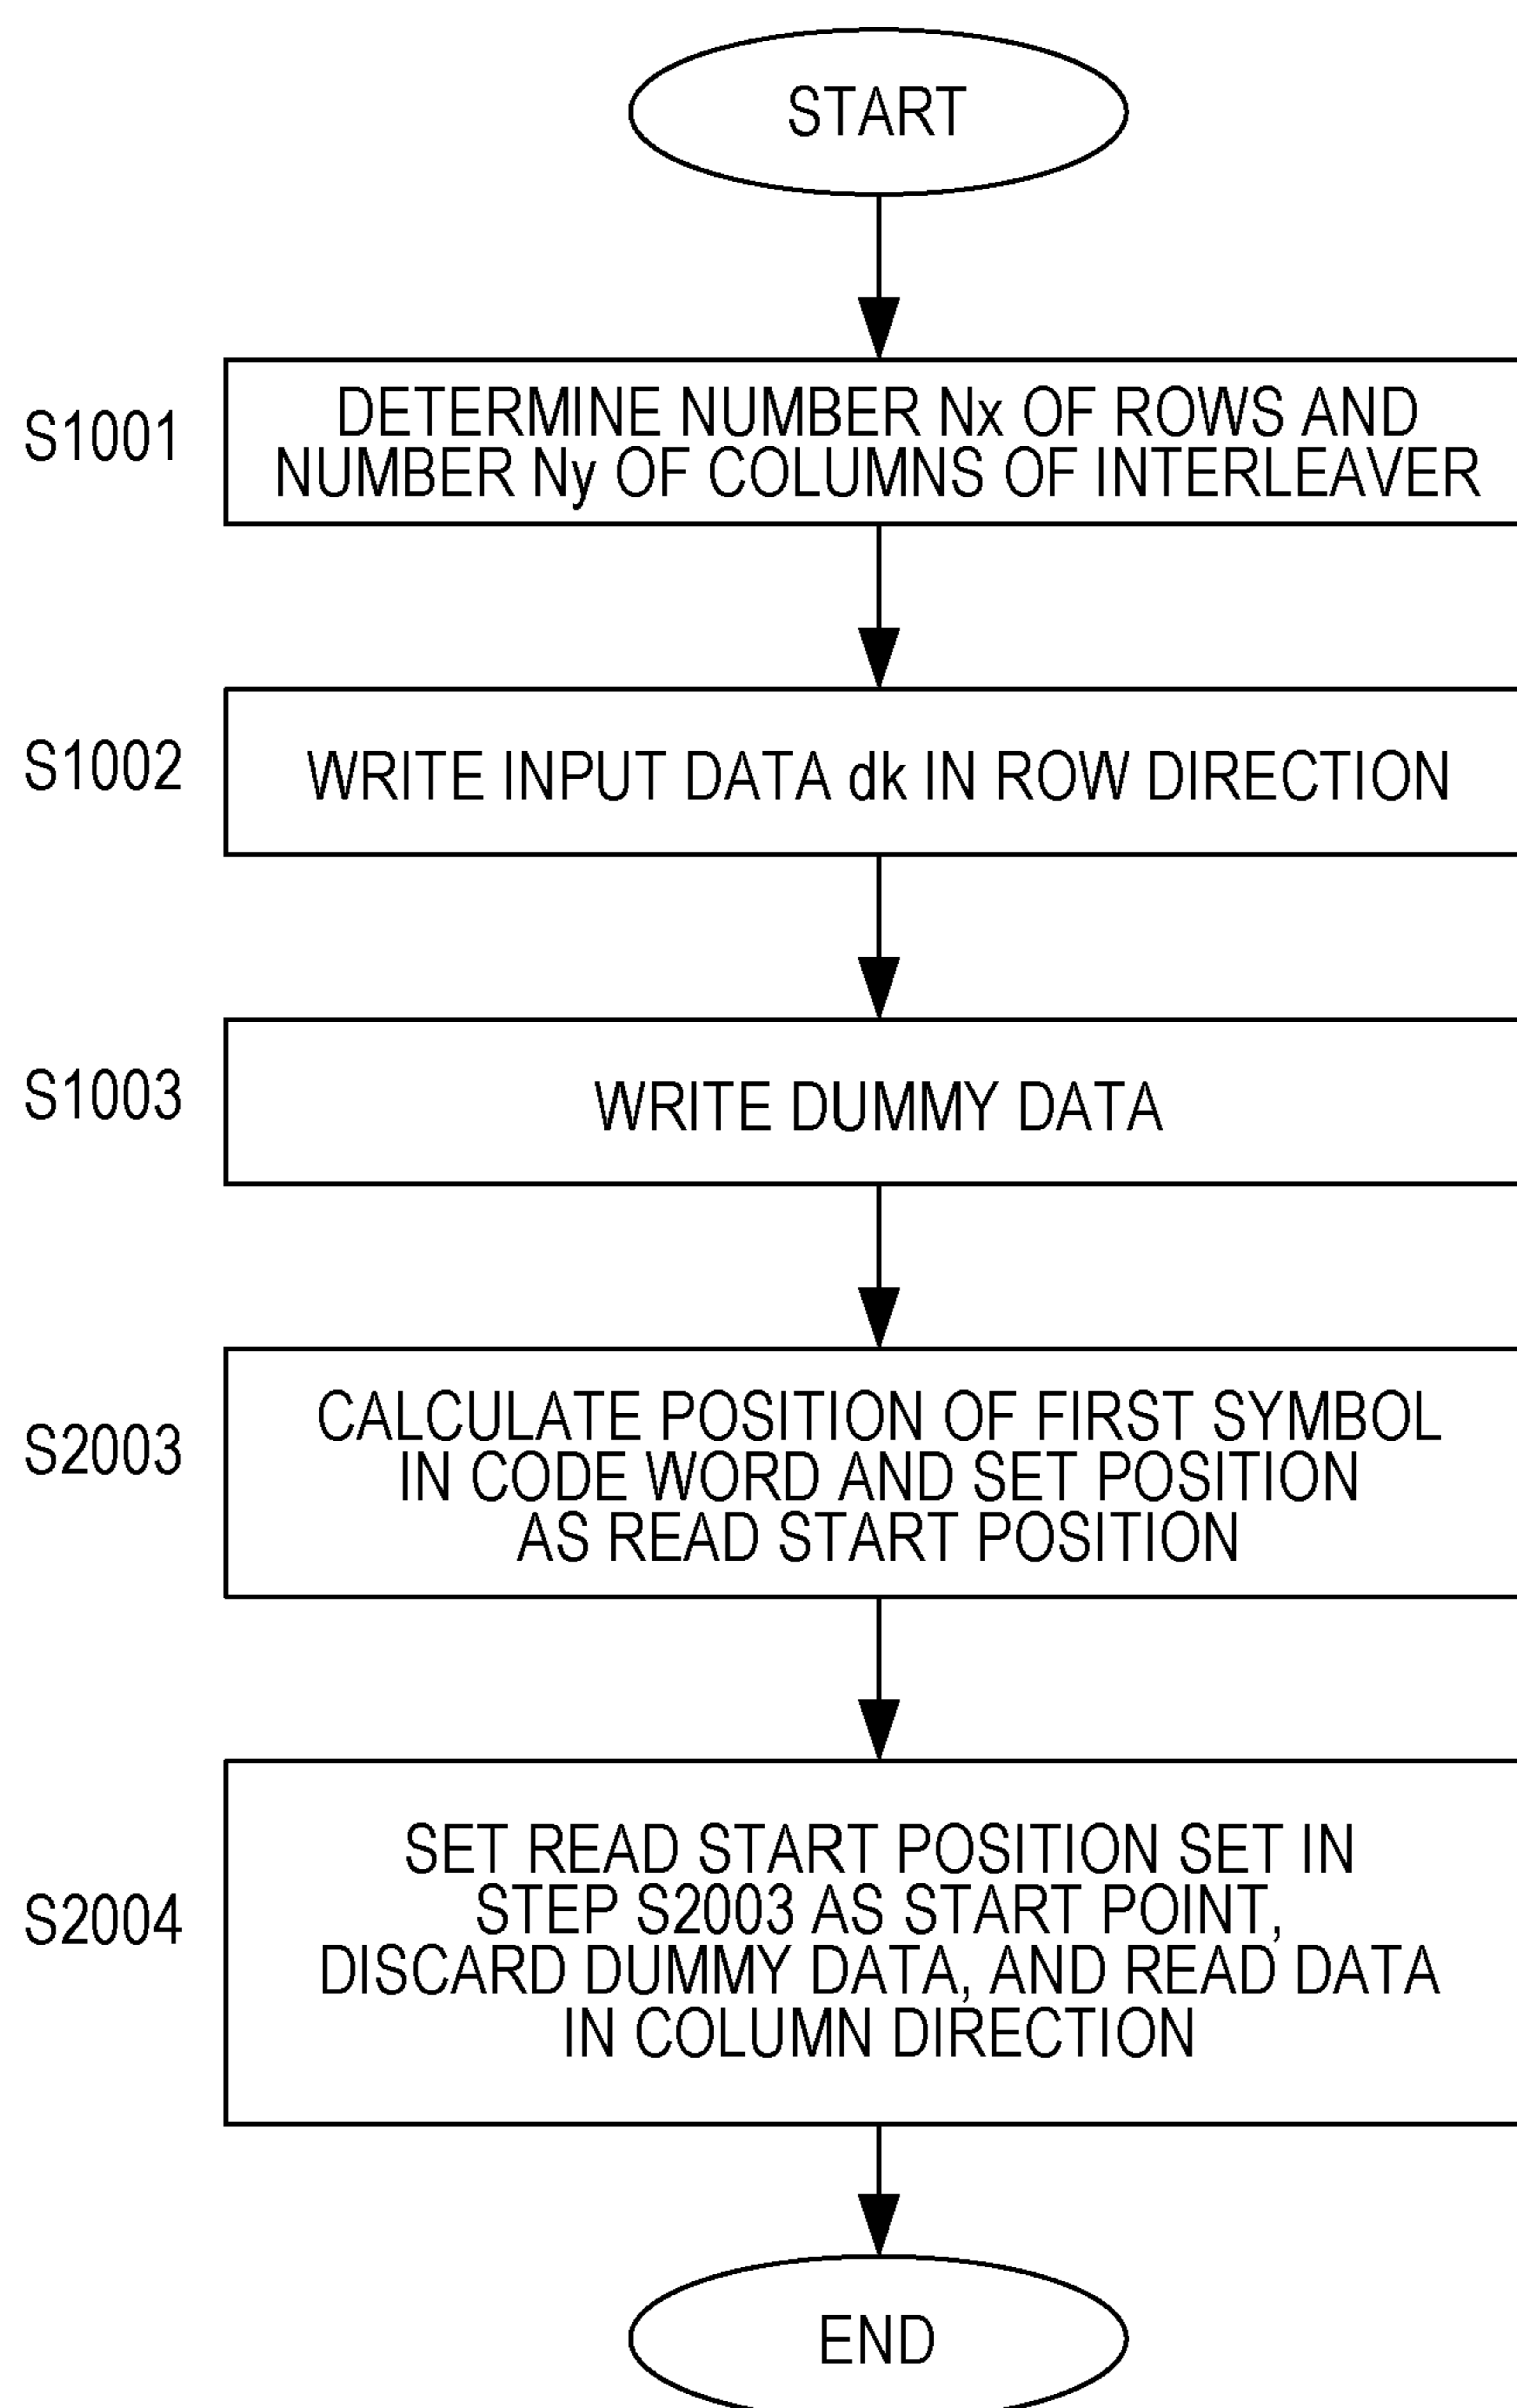 START
S1001
DETERMINE NUMBER Nx OF ROWS AND
NUMBER Ny OF COLUMNS OF INTERLEAVER
S1002
WRITE INPUT DATA dk IN ROW DIRECTION
S1003
WRITE DUMMY DATA
S2003
CALCULATE POSITION OF FIRST SYMBOL
IN CODE WORD AND SET POSITION
AS READ START POSITION
S2004
SET READ START POSITION SET IN
STEP S2003 AS START POINT,
DISCARD DUMMY DATA, AND READ DATA
IN COLUMN DIRECTION
END